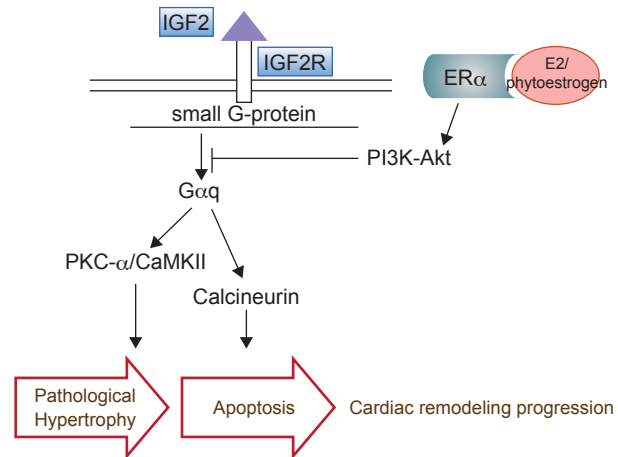 IGF2
IGF2R
E2/
phytoestrogen
ERα
small G-protein
PI3K-Akt
Gαq
PKC-α/CaMKII
Calcineurin
Pathological
Hypertrophy
Apoptosis
Cardiac remodeling progression